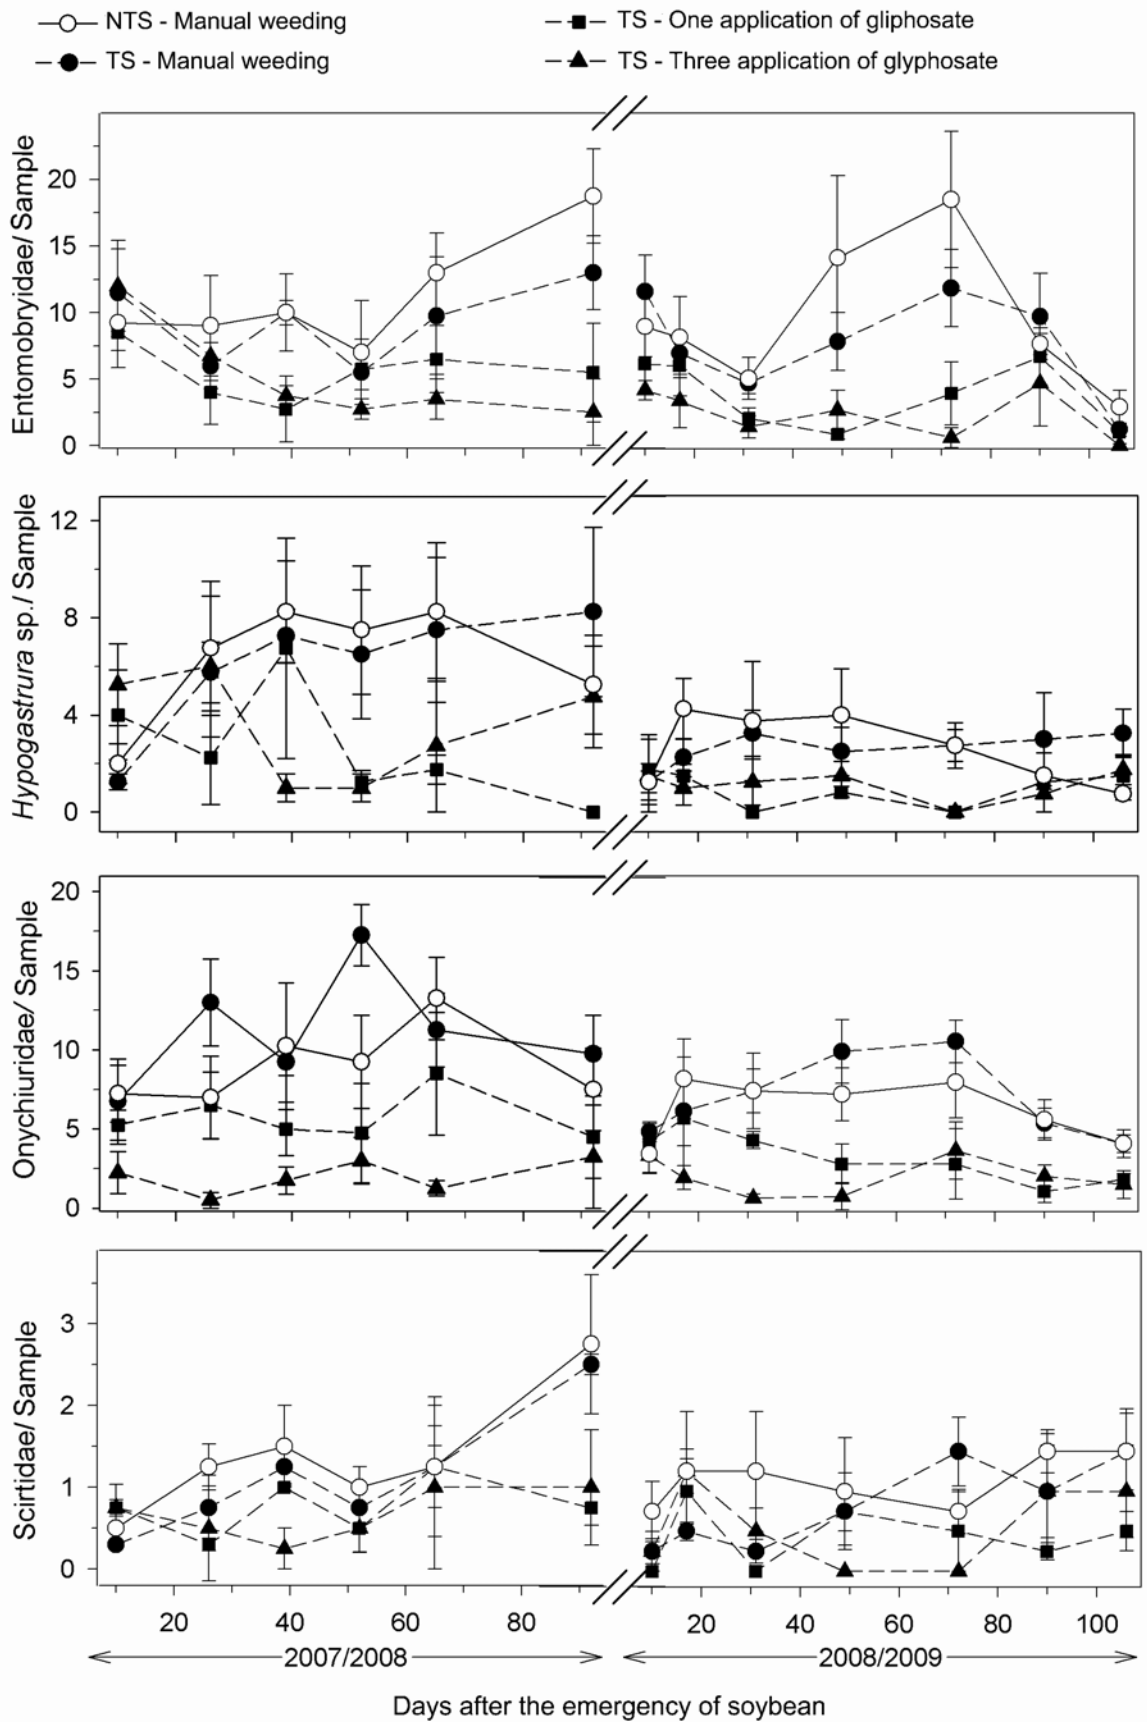 NTS - Manual weeding
TS - One application of gliphosate
TS - Manual weeding
TS - Three application of glyphosate
Entomobryidae/ Sample
20
15
10
5
0
Hypogastrura sp./ Sample
12
8
4
0
Onychiuridae/ Sample
20
15
10
5
0
Scirtidae/ Sample
3
2
1
0
20 40 60 80 20 40 60 80 100
2007/2008 2008/2009
Days after the emergency of soybean